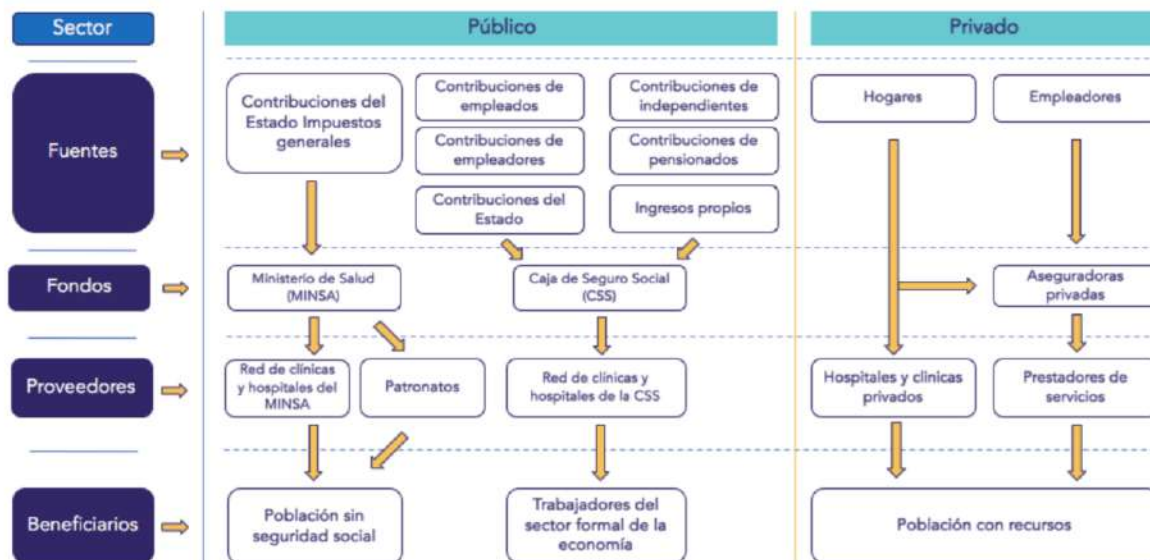 Sector
Público
Privado
Fuentes
Contribuciones del
Estado Impuestos
generales
Contribuciones de
empleados
Contribuciones de
independientes
Contribuciones de
empleadores
Contribuciones de
pensionados
Contribuciones del
Estado
Ingresos propios
Hogares
Empleadores
Fondos
Ministerio de Salud
(MINSA)
Caja de Seguro Social
(CSS)
Aseguradoras
privadas
Proveedores
Red de clínicas
y hospitales del
MINSA
Patronatos
Red de clínicas y
hospitales de la CSS
Hospitales y clinicas
privados
Prestadores de
servicios
Beneficiarios
Población sin
seguridad social
Trabajadores del
sector formal de la
economía
Población con recursos